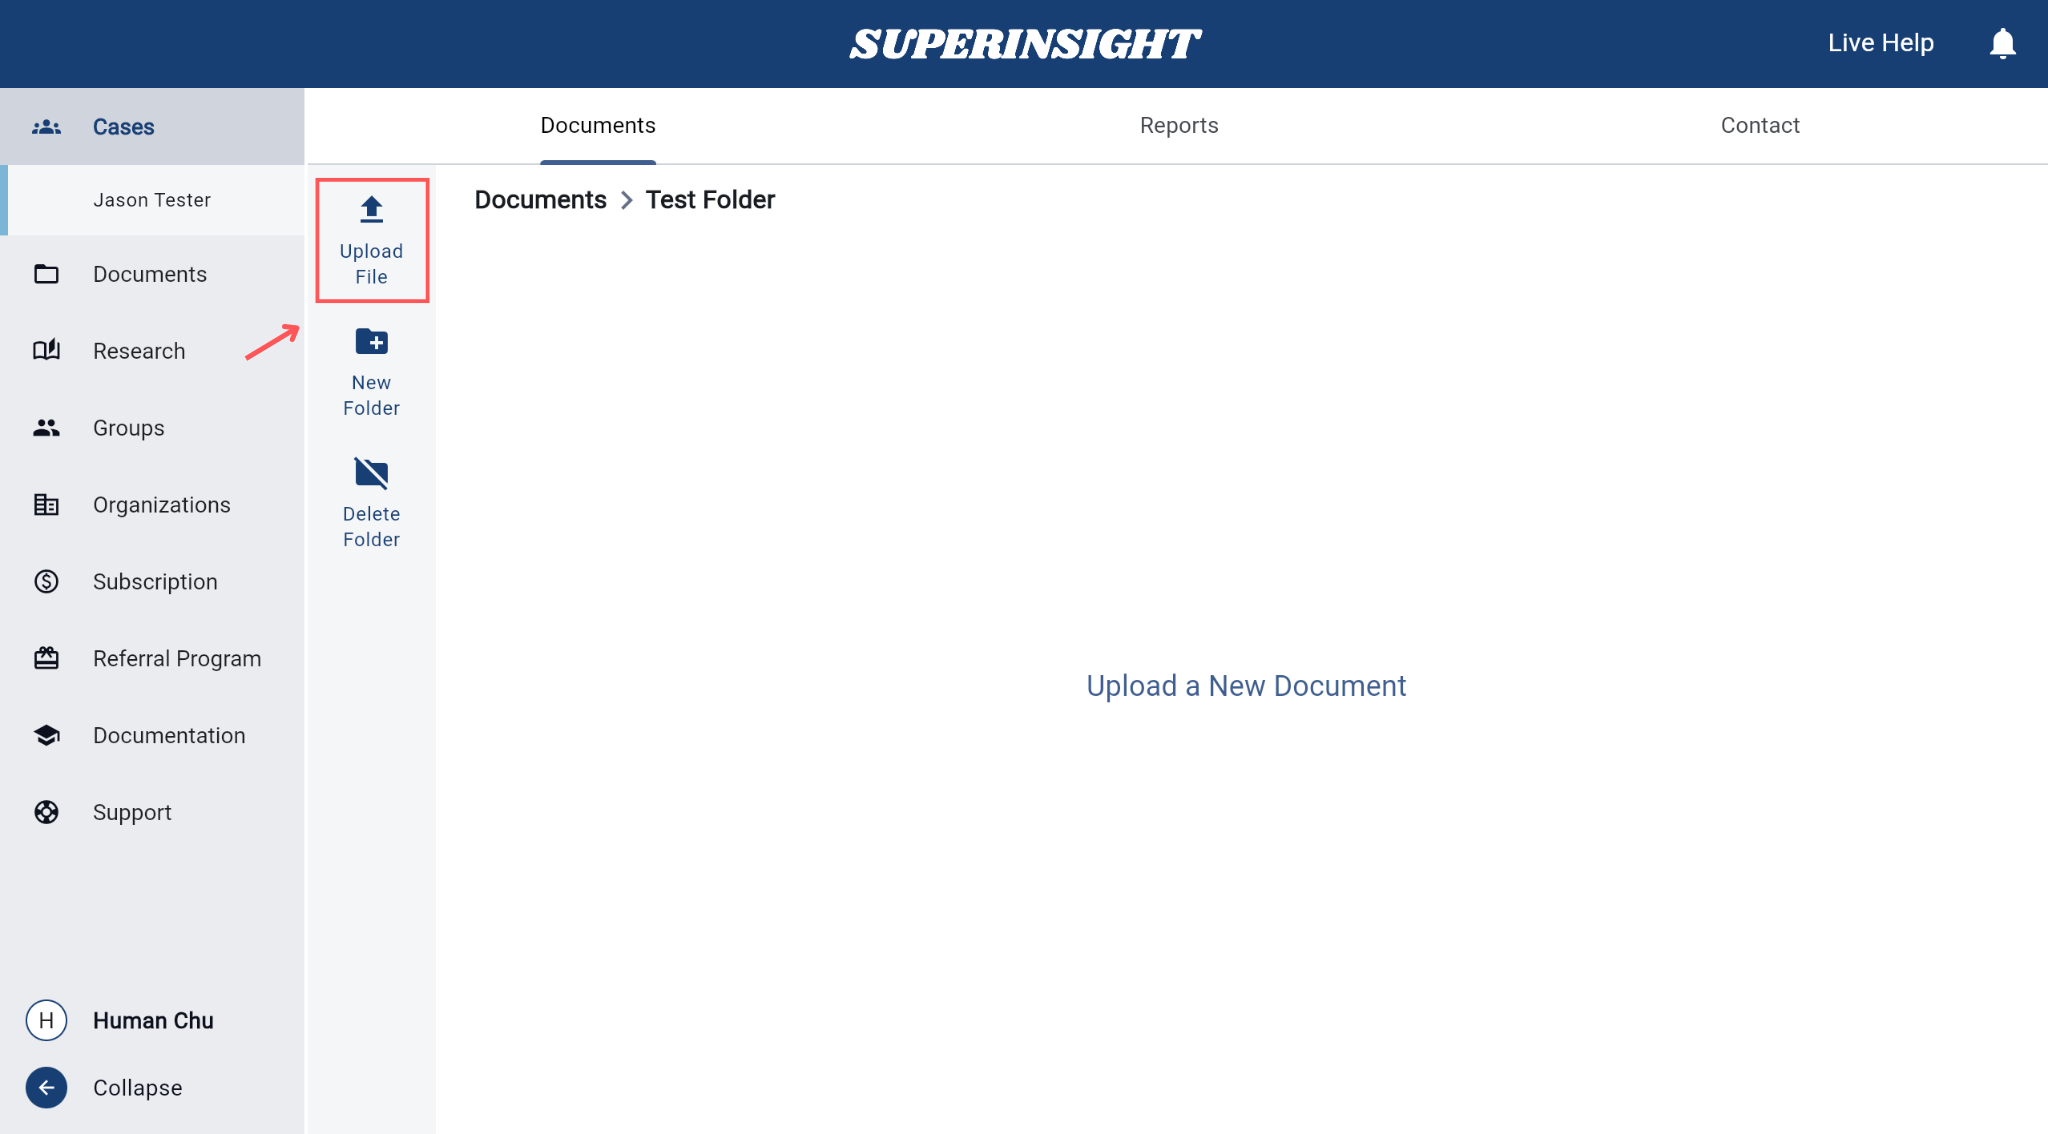 SUPERINSIGHT
Live Help
Cases
Jason Tester
Documents
Research
Groups
Organizations
Subscription
Referral Program
Documentation
Support
H
Human Chu
Collapse
Documents
Reports
Contact
Upload
File
New
Folder
Delete
Folder
Documents > Test Folder
Upload a New Document